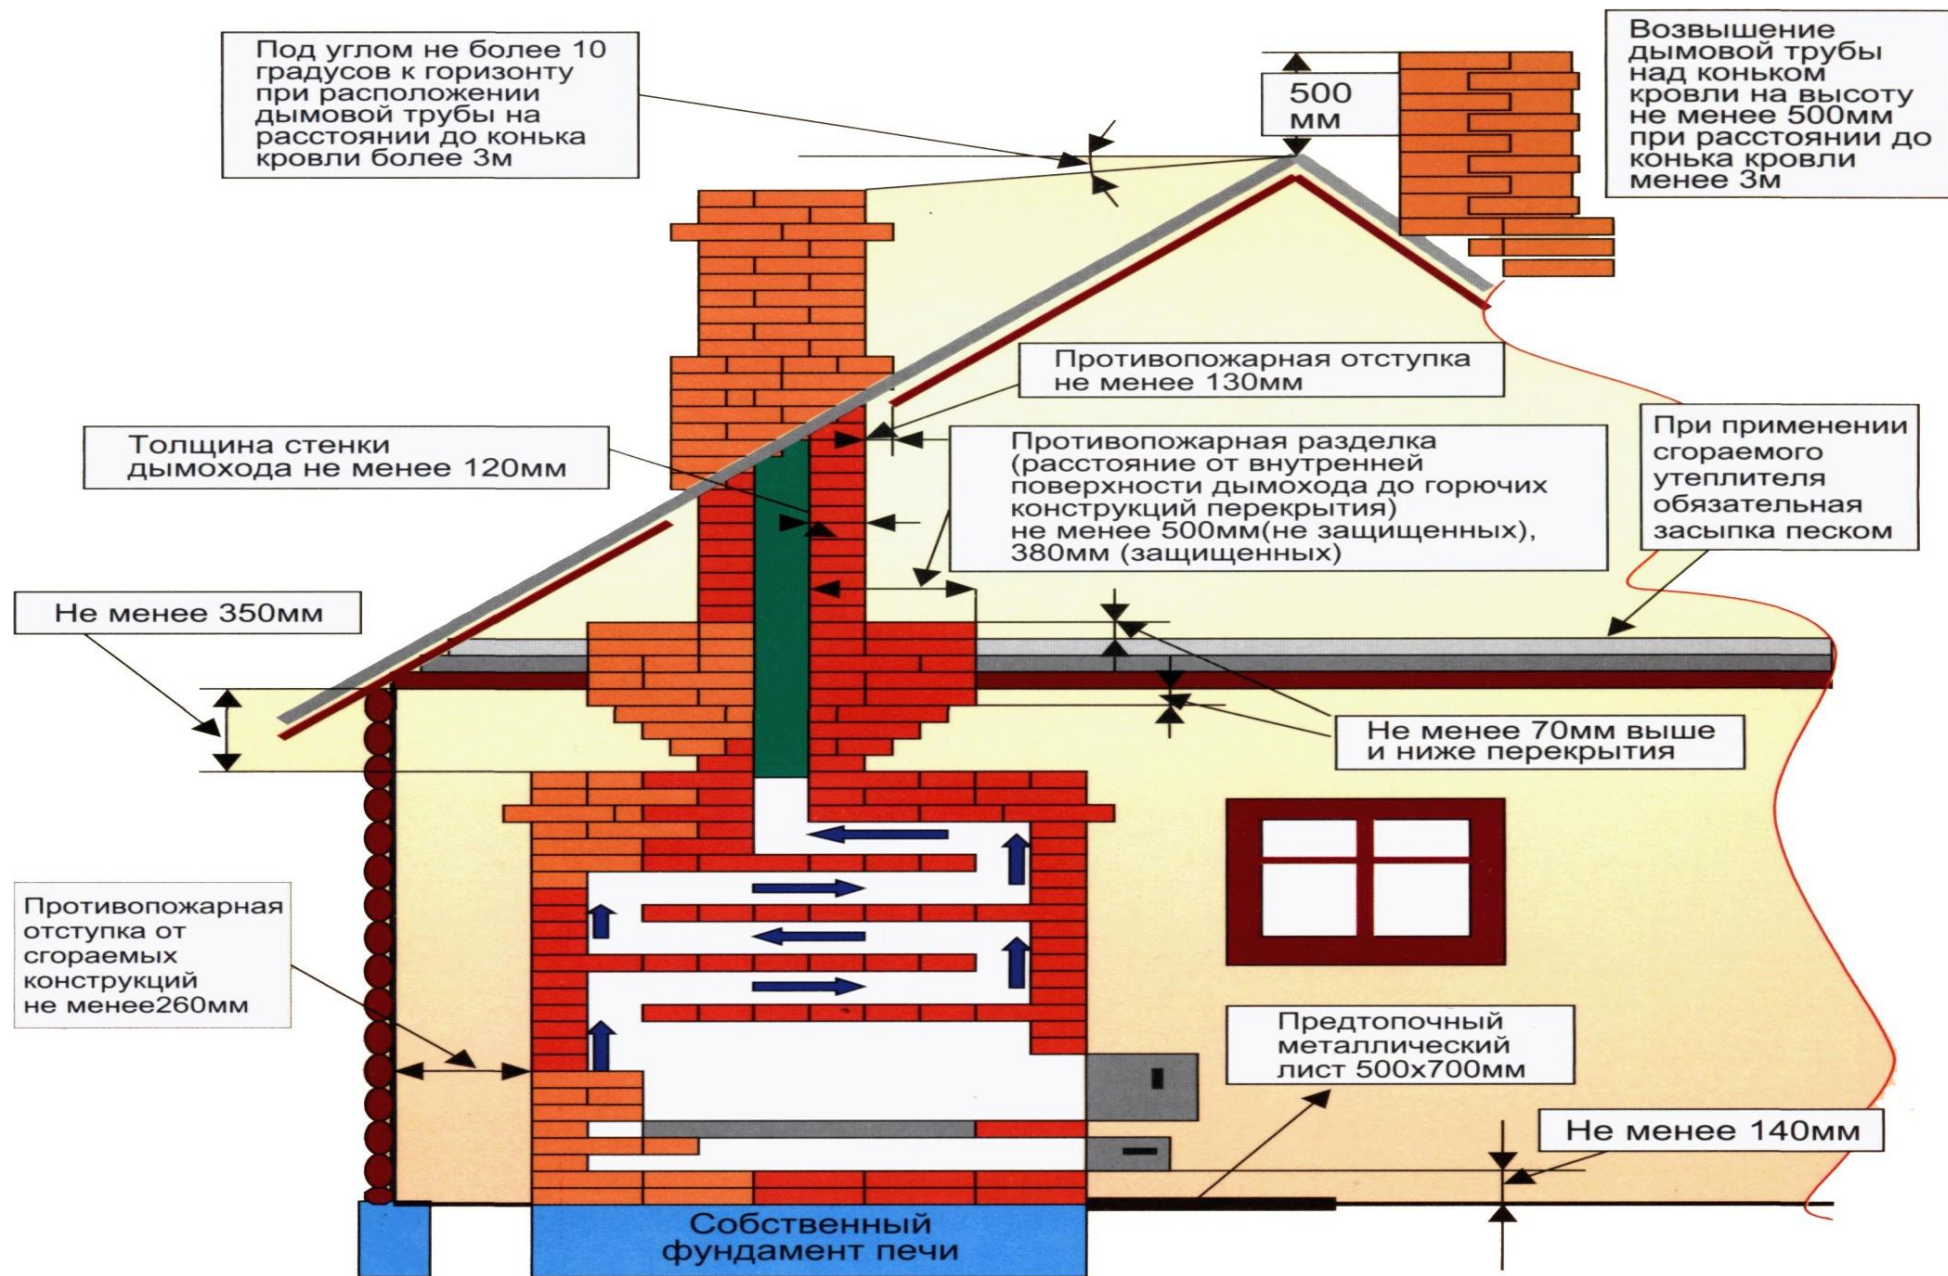 Под углом не более 10
градусов к горизонту
при расположении
дымовой трубы на
расстоянии до конька
кровли более 3м
500
мм
Возвышение
дымовой трубы
над коньком
кровли на высоту
не менее 500мм
при расстоянии до
конька кровли
менее 3м
Противопожарная отступка
не менее 130мм
Толщина стенки
дымохода не менее 120мм
Противопожарная разделка
(расстояние от внутренней
поверхности дымохода до горючих
конструкций перекрытия)
не менее 500мм(не защищенных),
380мм (защищенных)
При применении
сгораемого
утеплителя
обязательная
засыпка песком
Не менее 350мм
Не менее 70мм выше
и ниже перекрытия
Противопожарная
отступка от
сгораемых
конструкций
не менее260мм
Предтопочный
металлический
лист 500х700мм
Не менее 140мм
Собственный
фундамент печи